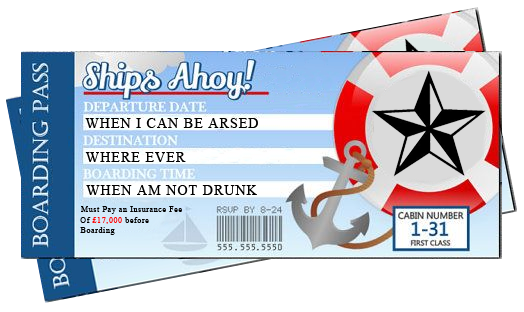 BOARDING PASS
Ships Ahoy!
DEPARTURE DATE
WHEN I CAN BE ARSED
DESTINATION
WHERE EVER
BOARDING TIME
WHEN AM NOT DRUNK
Must Pay an Insurance Fee
Of £17,000 before
Boarding
RSVP BY 8-24
555.555.5550
CABIN NUMBER
1-31
FIRST CLASS
BO